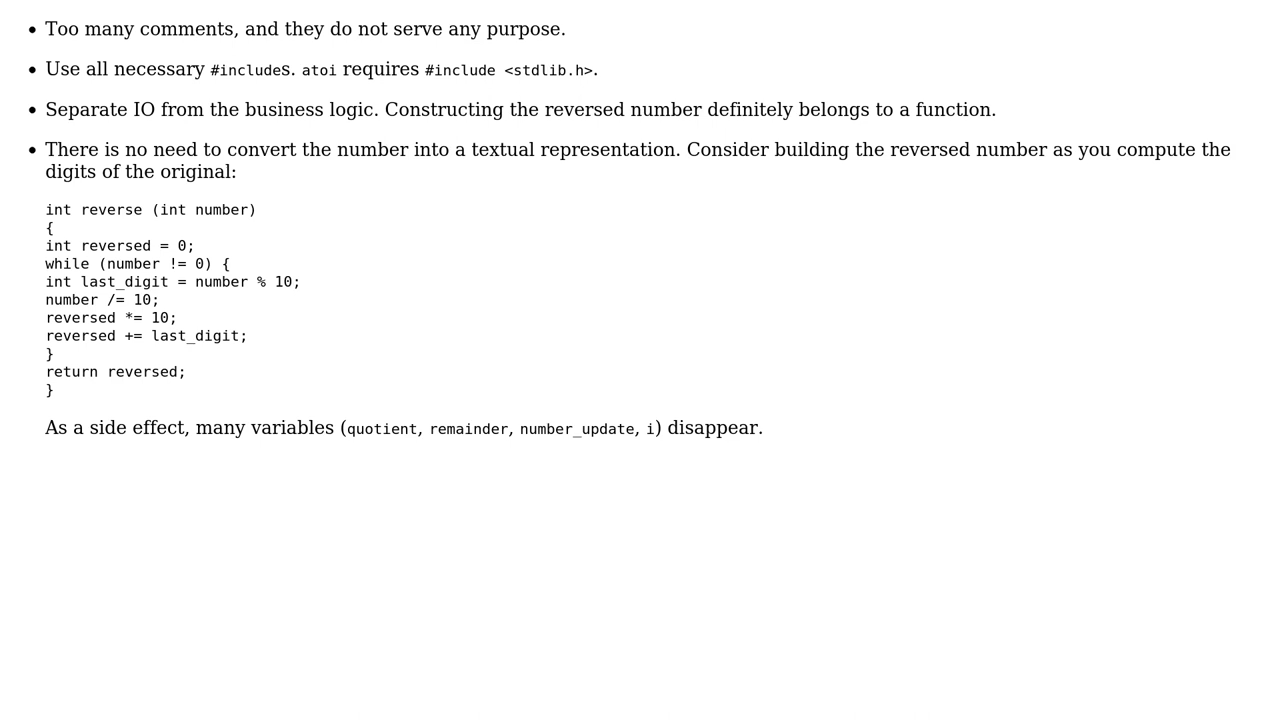 • Too many comments, and they do not serve any purpose.
• Use all necessary #includes. atoi requires #include <stdlib.h>.
• Separate IO from the business logic. Constructing the reversed number definitely belongs to a function.
• There is no need to convert the number into a textual representation. Consider building the reversed number as you compute the
digits of the original:
int reverse (int number)
{
int reversed = 0;
while (number != 0) {
int last_digit = number % 10;
number /= 10;
reversed *= 10;
reversed += last_digit;
}
return reversed;
}
As a side effect, many variables (quotient, remainder, number_update, i) disappear.